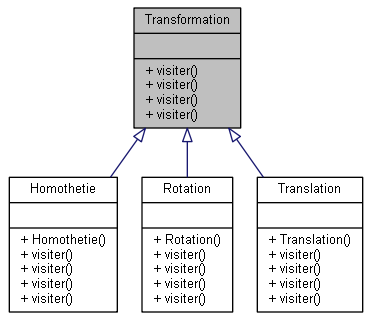 Transformation
+ visiter()
+ visiter()
+ visiter()
+ visiter()
Homothetie
+ Homothetie()
+ visiter()
+ visiter()
+ visiter()
+ visiter()
Rotation
+ Rotation()
+ visiter()
+ visiter()
+ visiter()
+ visiter()
Translation
+ Translation()
+ visiter()
+ visiter()
+ visiter()
+ visiter()